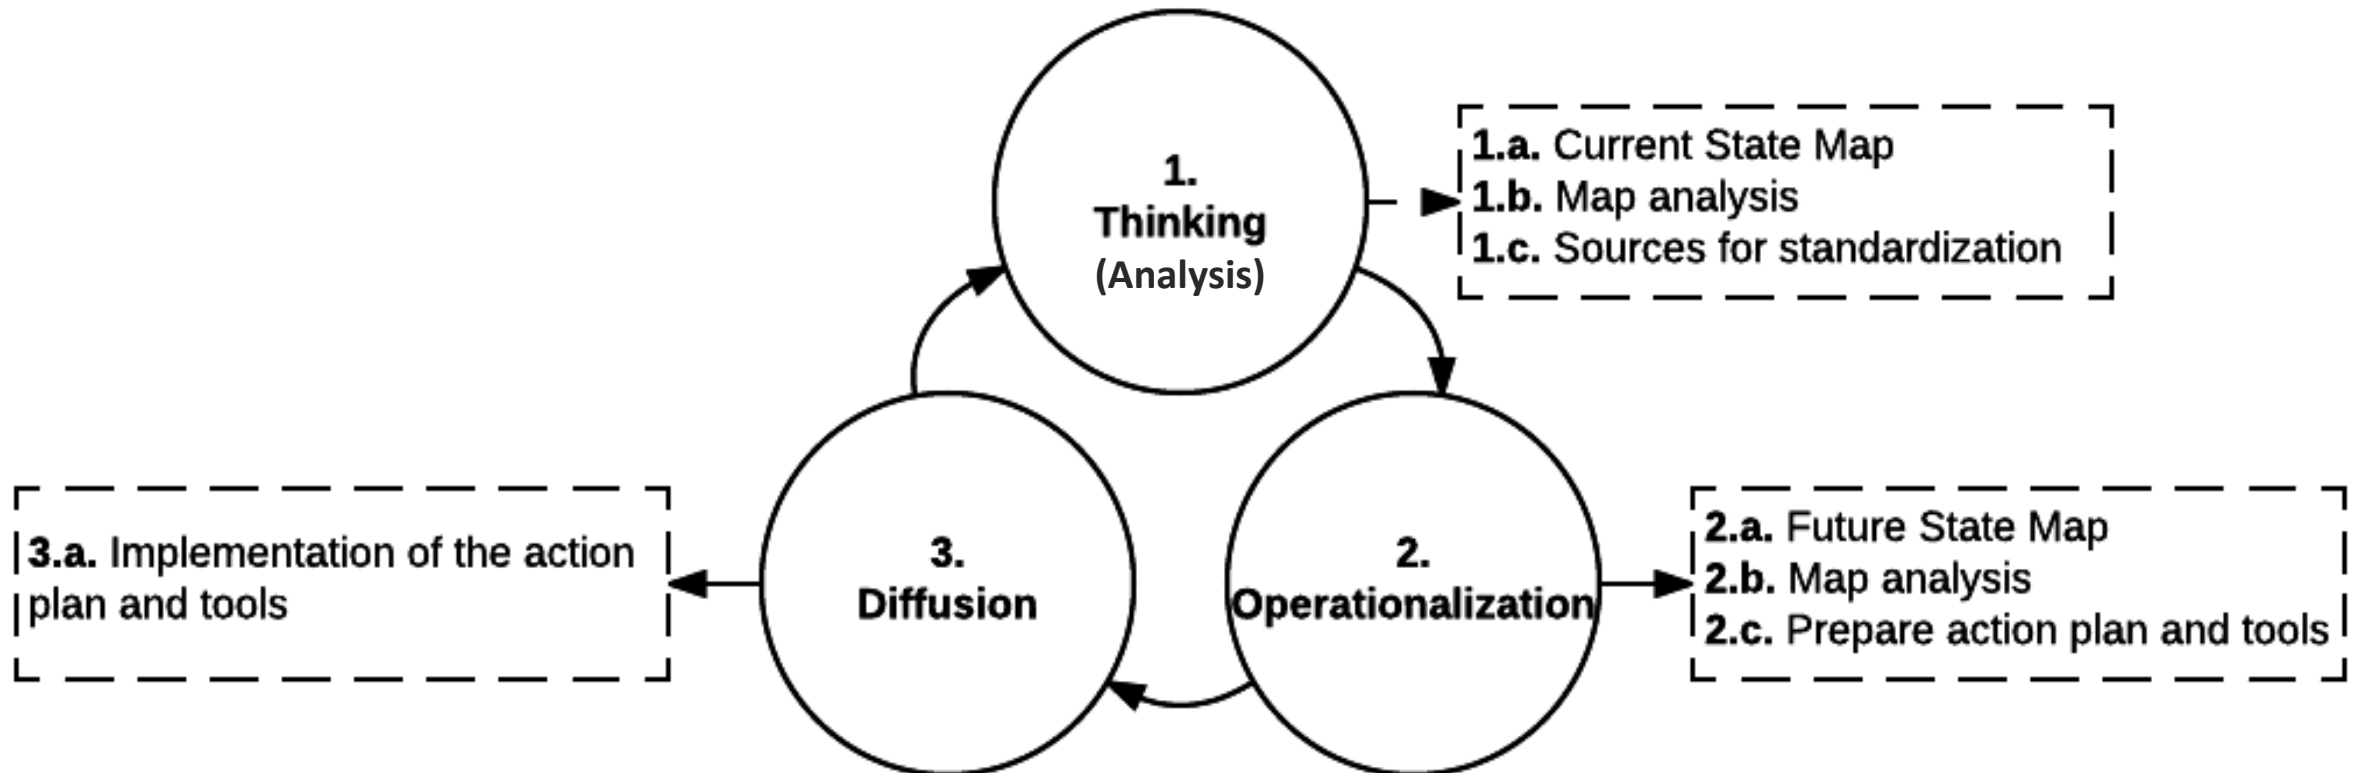 1.
Thinking
(Analysis)
1.a. Current State Map
1.b. Map analysis
1.c. Sources for standardization
2.
Operationalization
2.a. Future State Map
2.b. Map analysis
2.c. Prepare action plan and tools
3.
Diffusion
3.a. Implementation of the action
plan and tools